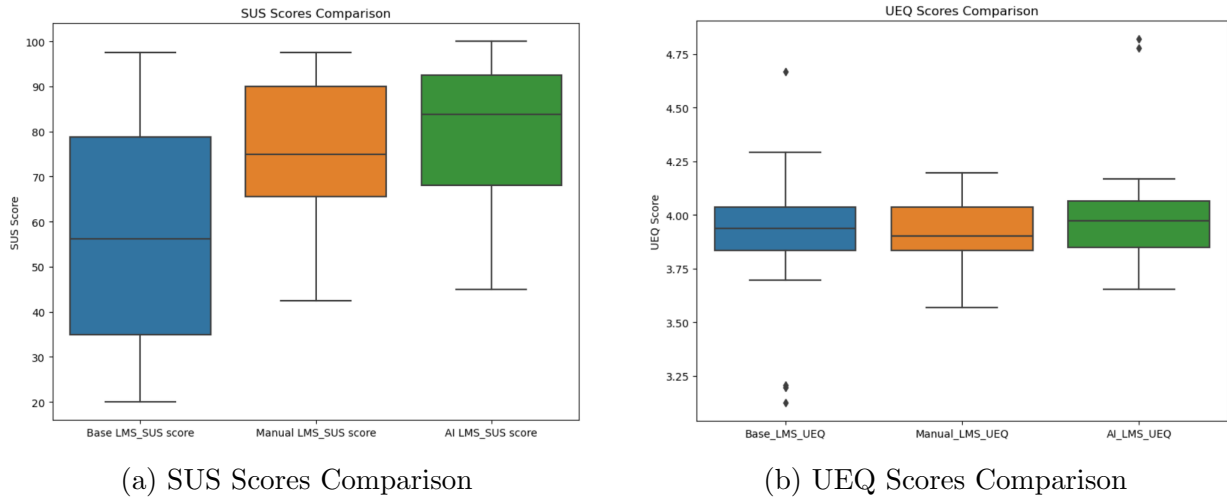 SUS Scores Comparison
SUS Score
100
90
80
70
60
50
40
30
20
Base LMS_SUS score
Manual LMS_SUS score
AI LMS_SUS score
(a) SUS Scores Comparison
UEQ Scores Comparison
UEQ Score
4.75
4.50
4.25
4.00
3.75
3.50
3.25
Base_LMS_UEQ
Manual_LMS_UEQ
AI_LMS_UEQ
(b) UEQ Scores Comparison